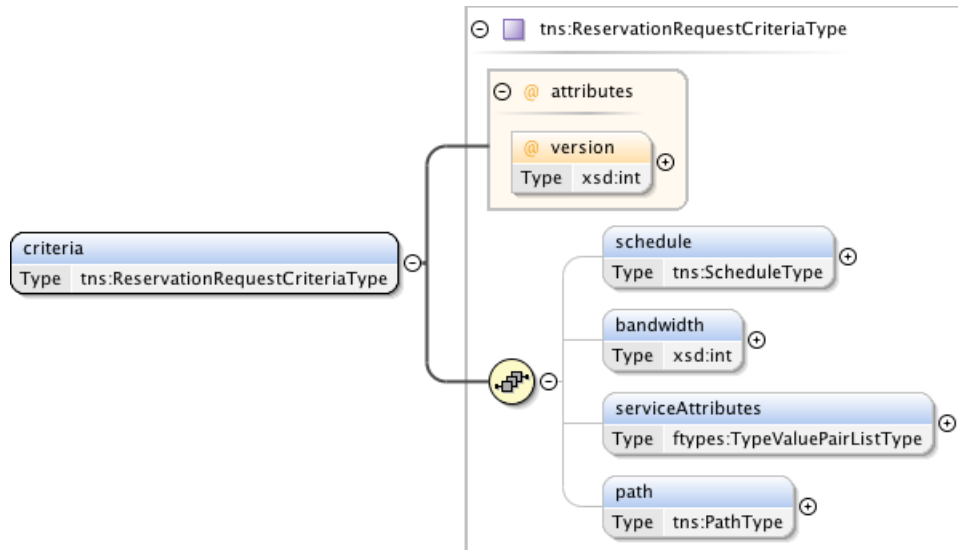 tns:ReservationRequestCriteriaType
@ attributes
@ version
Type xsd:int
criteria
Type tns:ReservationRequestCriteriaType
schedule
Type tns:ScheduleType
bandwidth
Type xsd:int
serviceAttributes
Type ftypes:TypeValuePairListType
path
Type tns:PathType